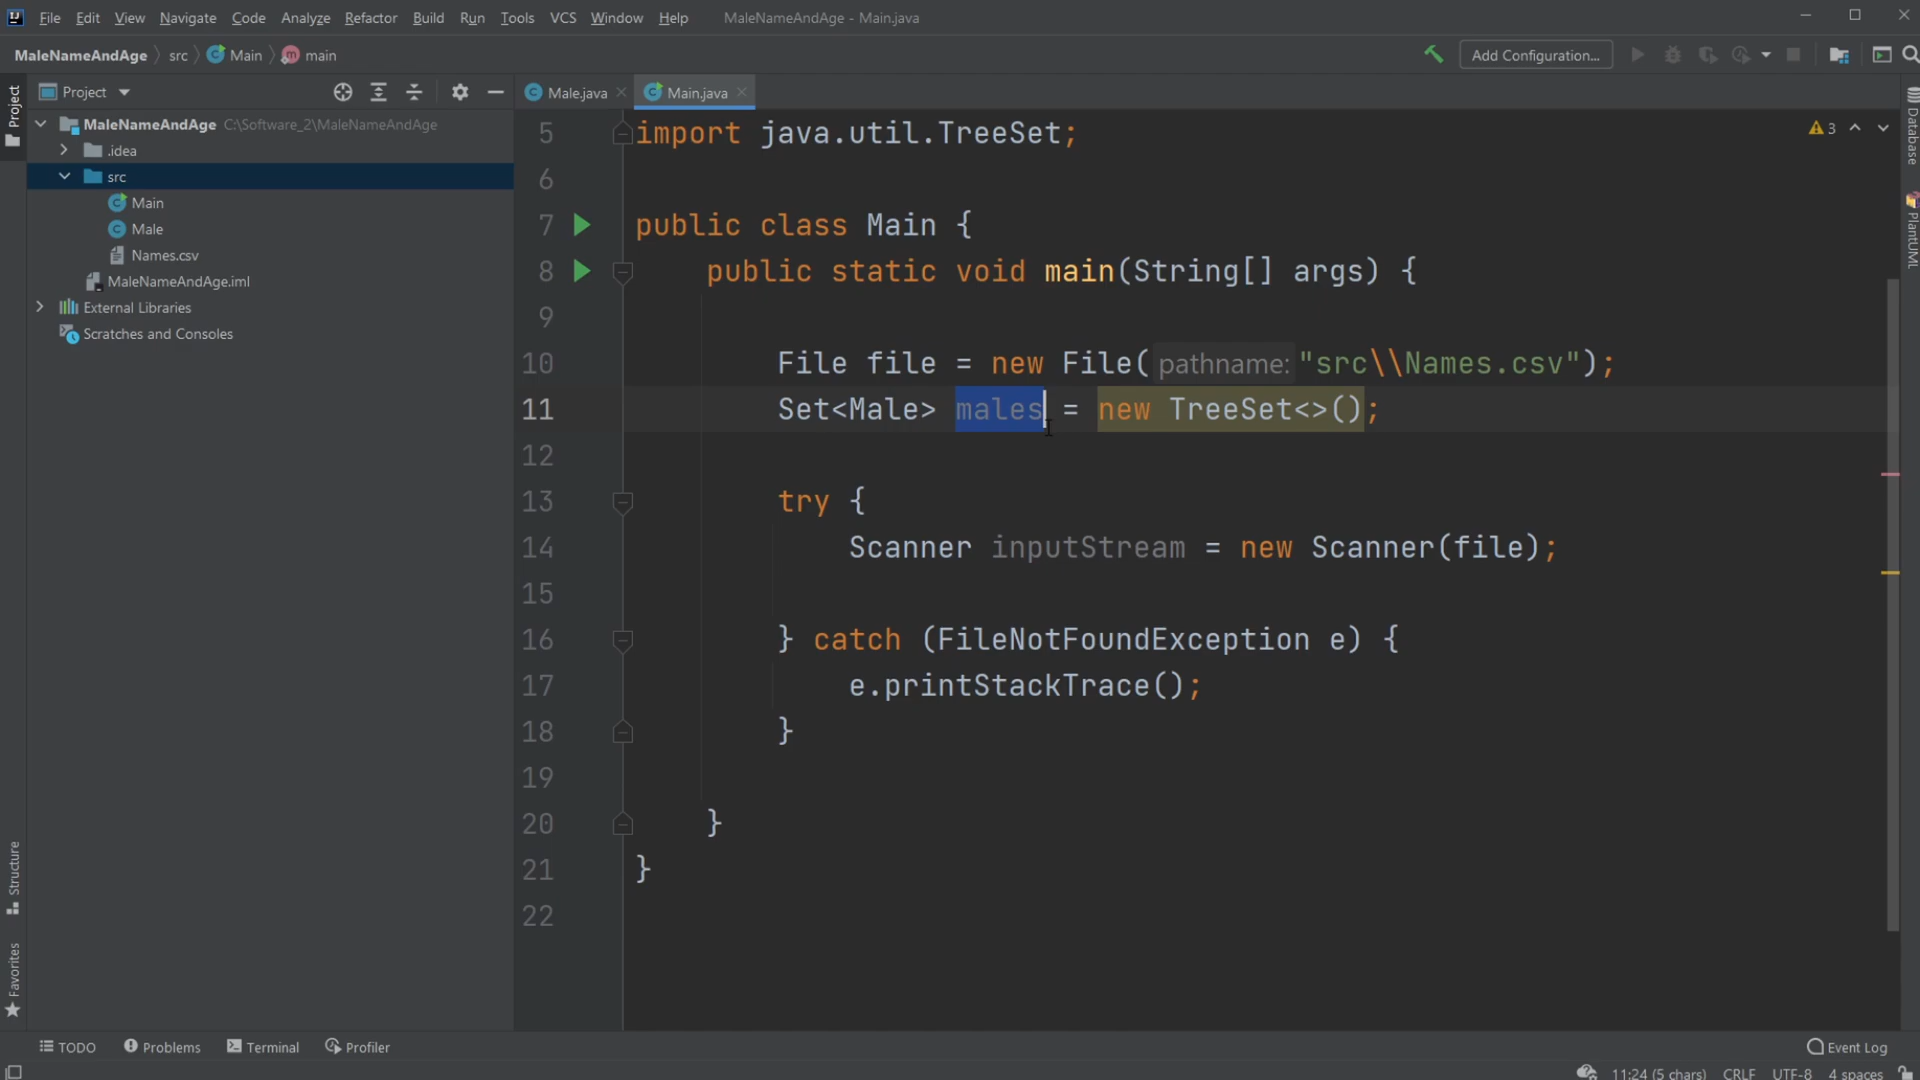 File Edit View Navigate Code Analyze Refactor Build Run Tools VCS Window Help MaleNameAndAge - Main.java
MaleNameAndAge src Main main Add Configuration...
Project
Project
Male.java Main.java
MaleNameAndAge C:\Software_2\MaleNameAndAge
.idea
src
Main
Male
Names.csv
MaleNameAndAge.iml
External Libraries
Scratches and Consoles
3
5 import java.util.TreeSet;
6
7 public class Main {
8 public static void main(String[] args) {
9
10 File file = new File( pathname: "src\\Names.csv");
11 Set<Male> males = new TreeSet<>();
12
13 try {
14 Scanner inputStream = new Scanner(file);
15
16 } catch (FileNotFoundException e) {
17 e.printStackTrace();
18 }
19
20 }
21 }
22
Database
PlantUML
Structure
Favorites
TODO Problems Terminal Profiler Event Log
11:24 (5 chars) CRLF UTF-8 4 spaces